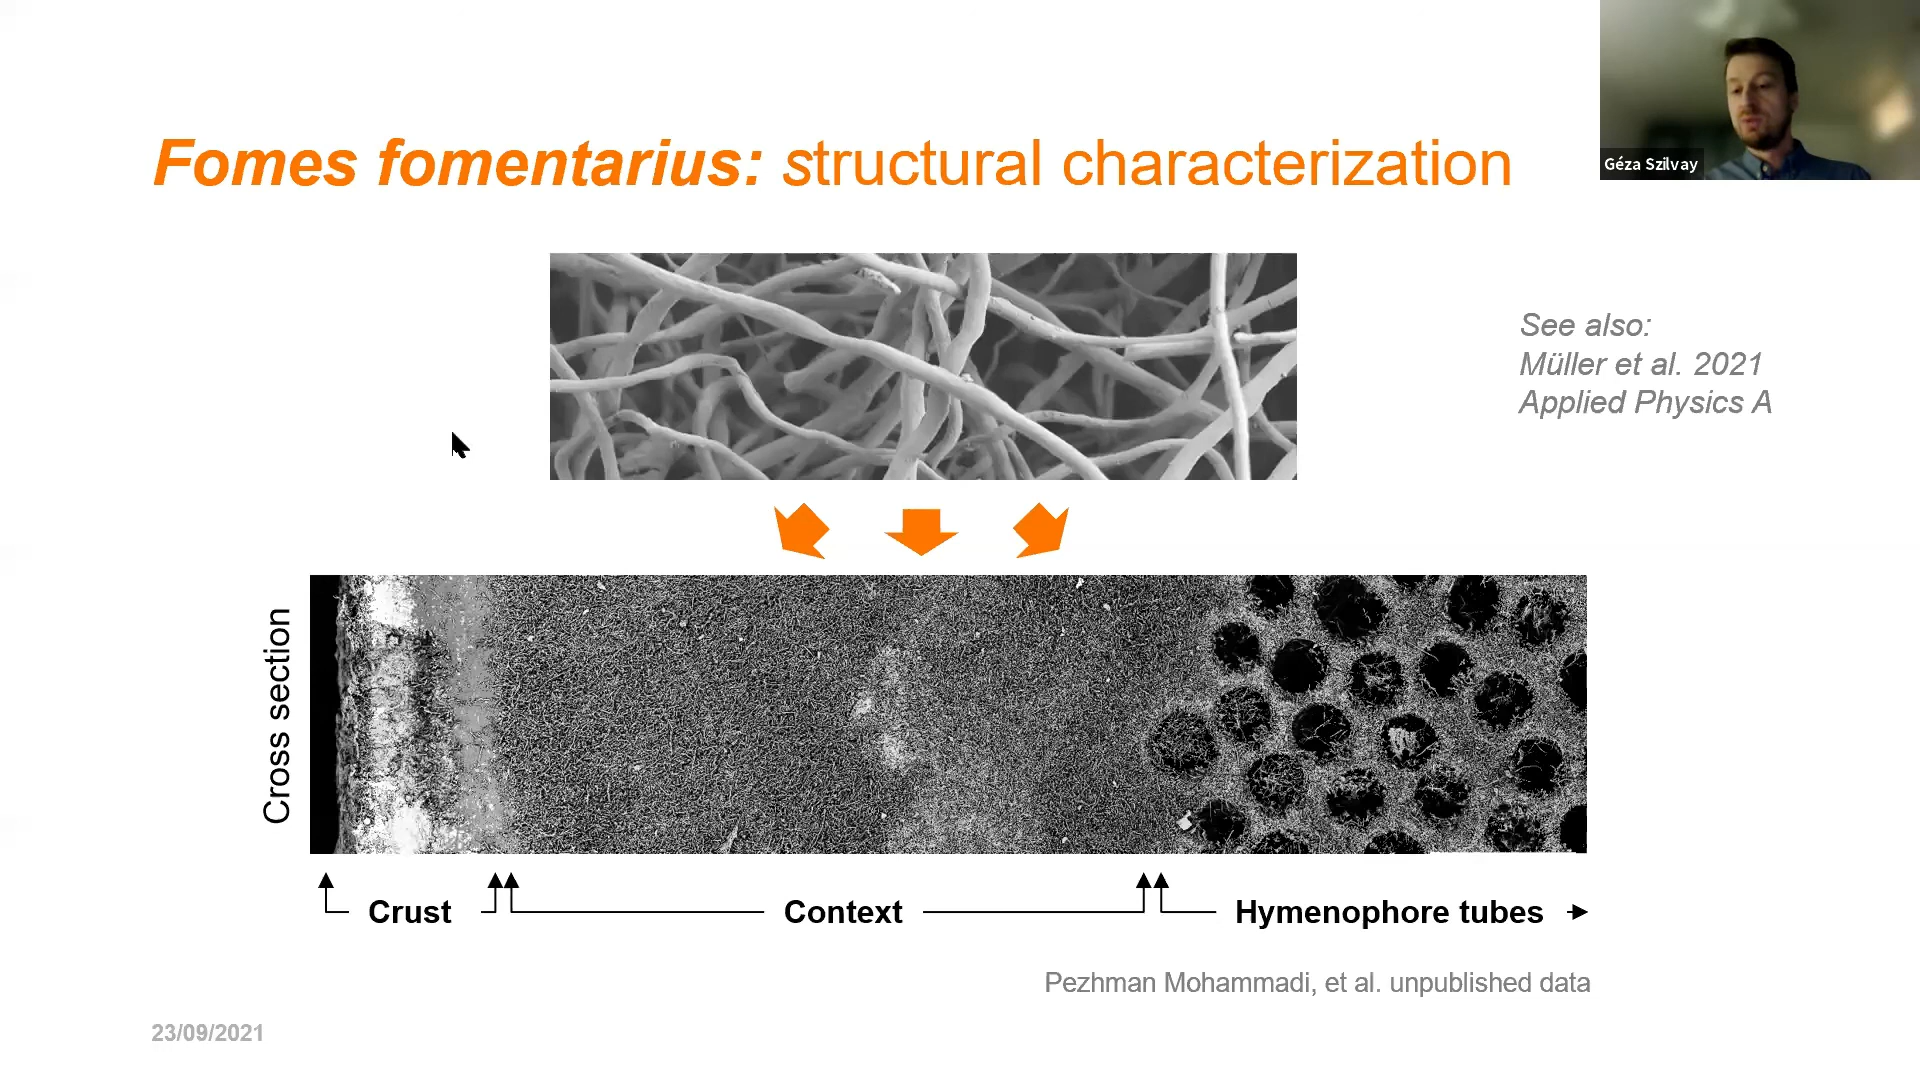 Fomes fomentarius: structural characterization
Géza Szilvay
See also:
Müller et al. 2021
Applied Physics A
Cross section
Crust
Context
Hymenophore tubes
Pezhman Mohammadi, et al. unpublished data
23/09/2021